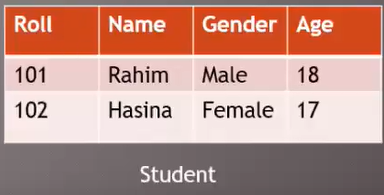 Roll Name Gender Age
101 Rahim Male 18
102 Hasina Female 17
Student